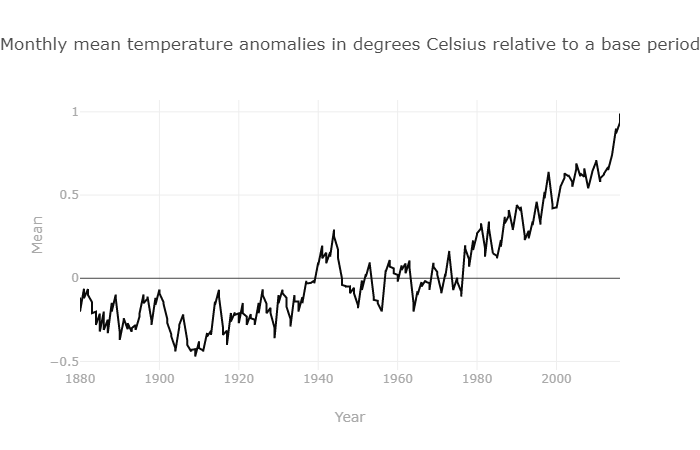 Monthly mean temperature anomalies in degrees Celsius relative to a base period
1
0.5
0
−0.5
Mean
1880 1900 1920 1940 1960 1980 2000
Year